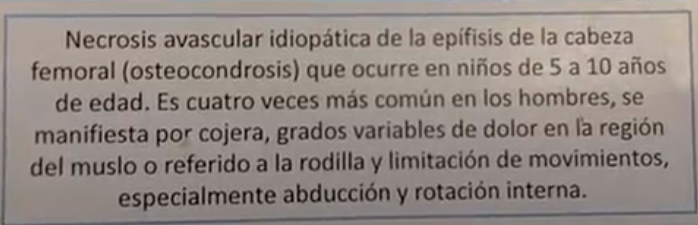 Necrosis avascular idiopática de la epífisis de la cabeza
femoral (osteocondrosis) que ocurre en niños de 5 a 10 años
de edad. Es cuatro veces más común en los hombres, se
manifiesta por cojera, grados variables de dolor en la región
del muslo o referido a la rodilla y limitación de movimientos,
especialmente abducción y rotación interna.